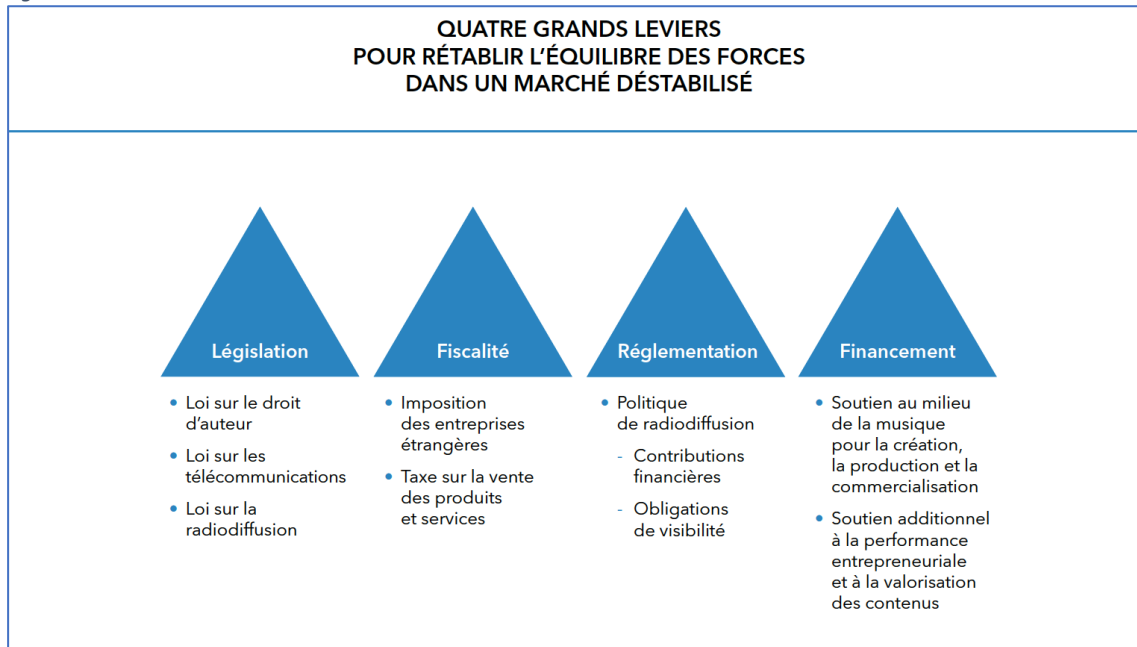 QUATRE GRANDS LEVIERS
POUR RÉTABLIR L'ÉQUILIBRE DES FORCES
DANS UN MARCHÉ DÉSTABILISÉ
Législation
• Loi sur le droit
d'auteur
• Loi sur les
télécommunications
• Loi sur la
radiodiffusion
Fiscalité
• Imposition
des entreprises
étrangères
• Taxe sur la vente
des produits
et services
Réglementation
• Politique
de radiodiffusion
- Contributions
financières
- Obligations
de visibilité
Financement
• Soutien au milieu
de la musique
pour la création,
la production et la
commercialisation
• Soutien additionnel
à la performance
entrepreneuriale
et à la valorisation
des contenus